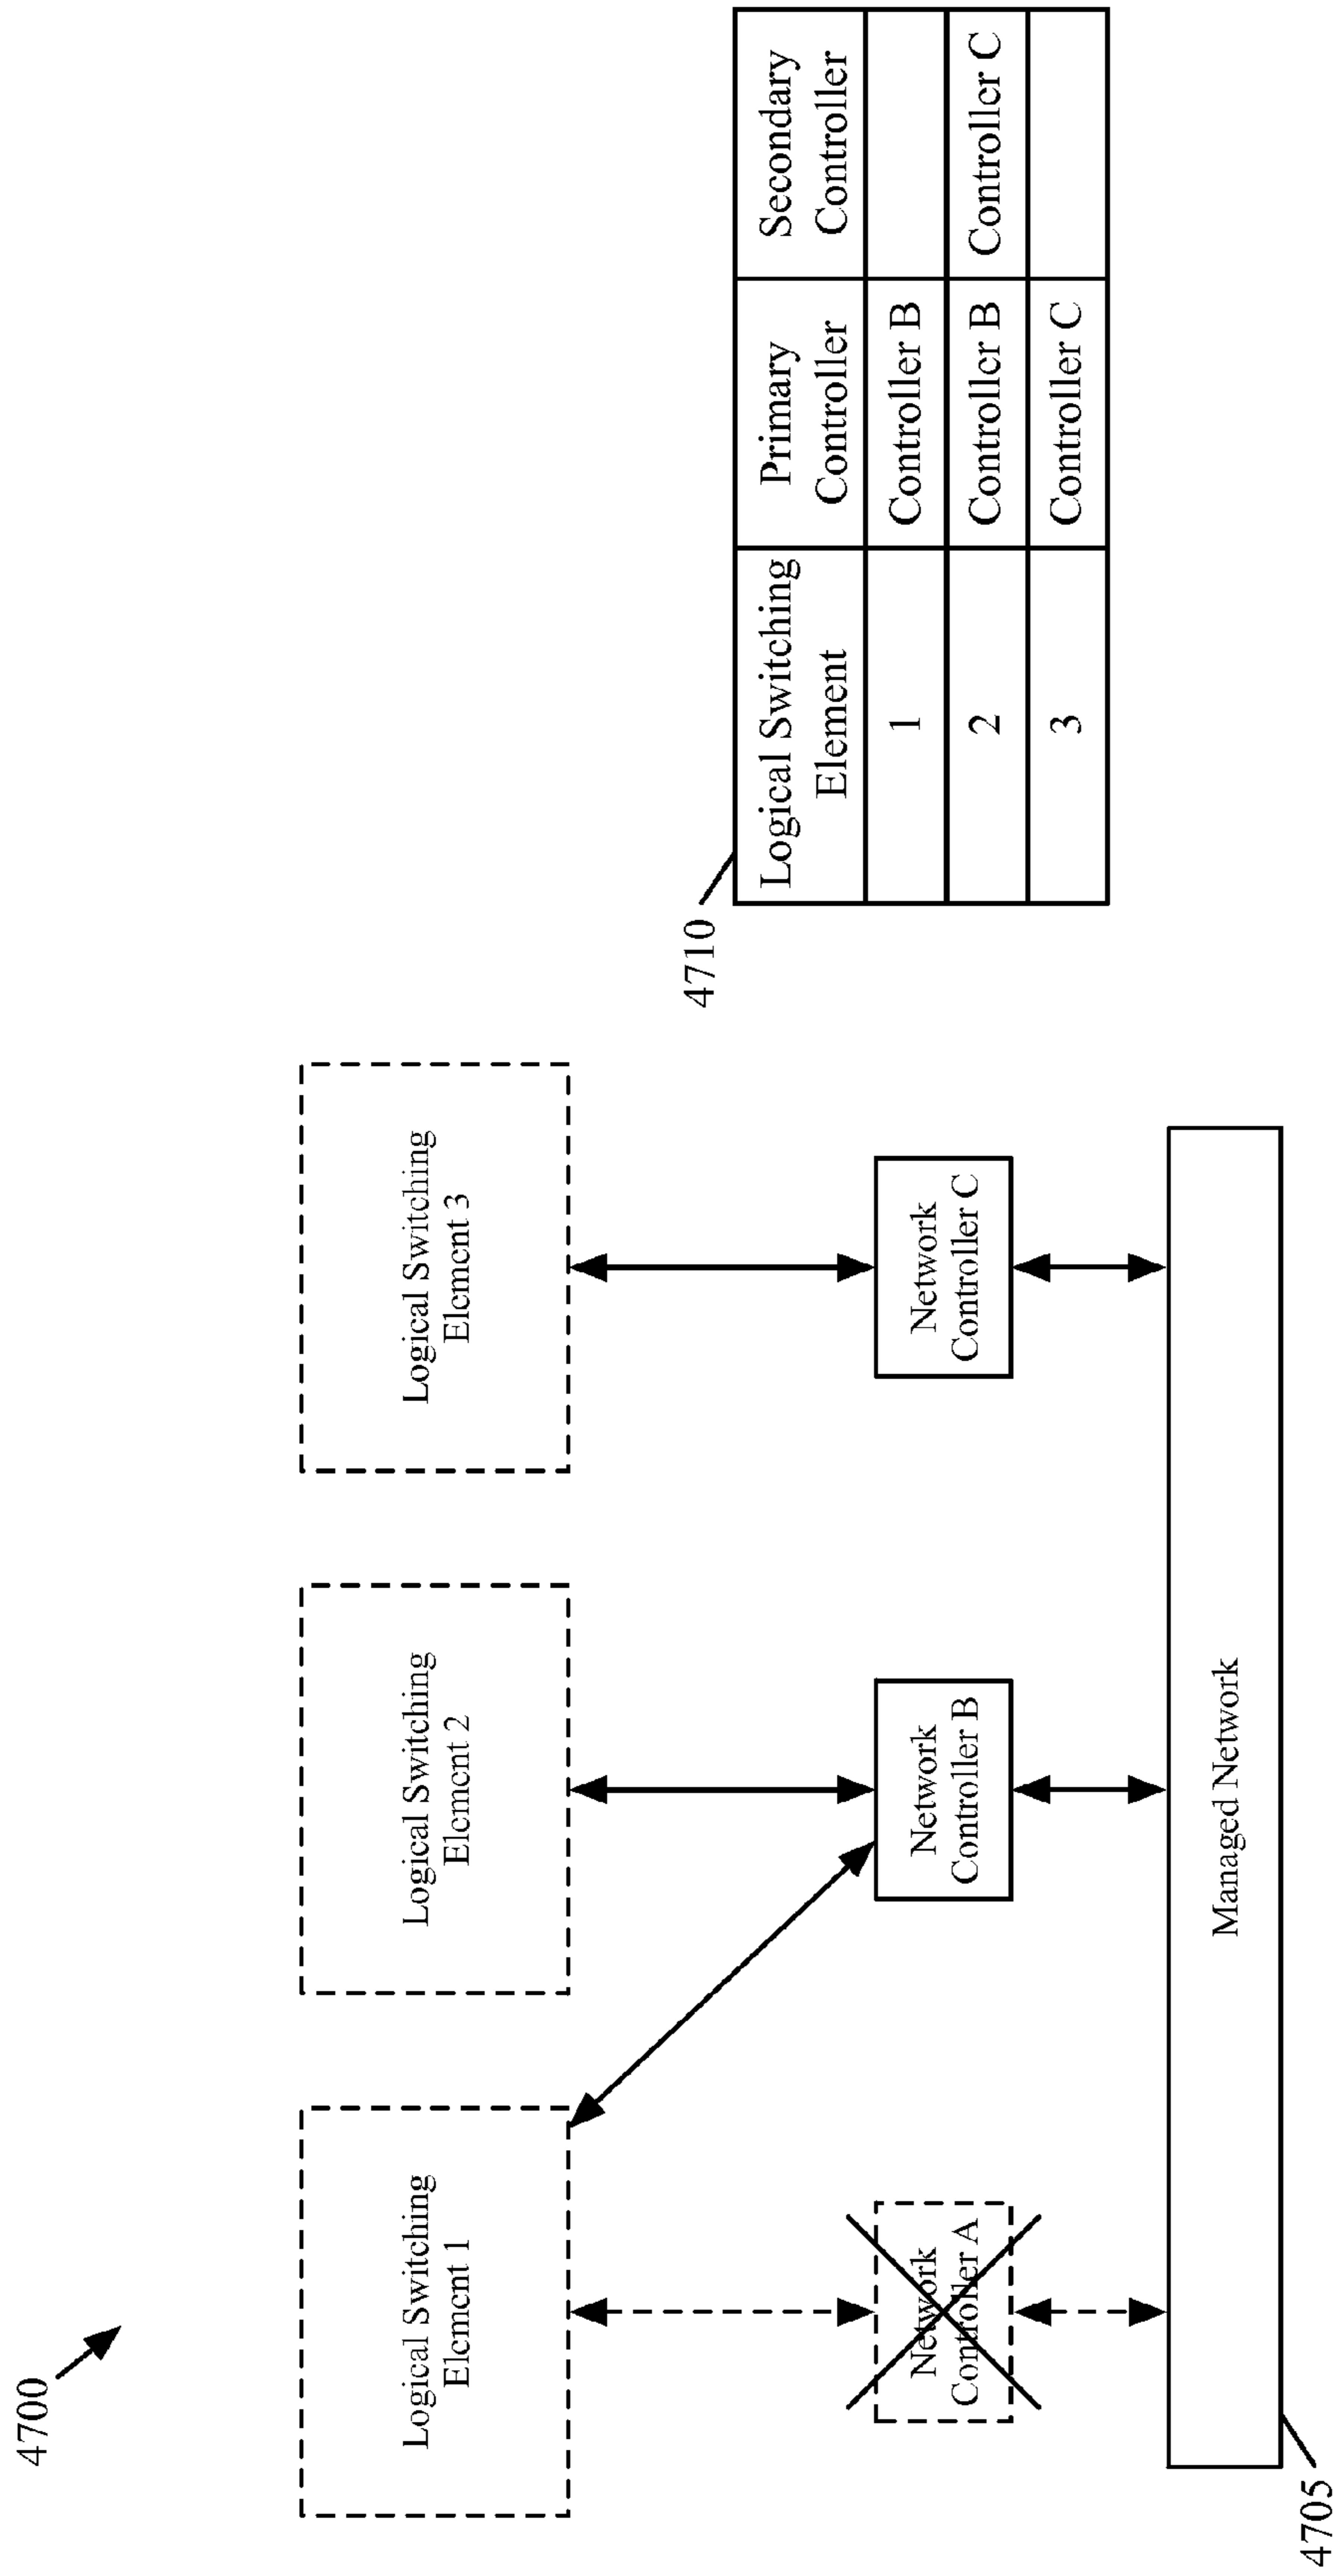 4700
Logical Switching
Element 1
Logical Switching
Element 2
Logical Switching
Element 3
Network
Controller A
Network
Controller B
Network
Controller C
Managed Network
4705
4710
Logical Switching
Element
Primary
Controller
Secondary
Controller
1
Controller B
2
Controller B
Controller C
3
Controller C